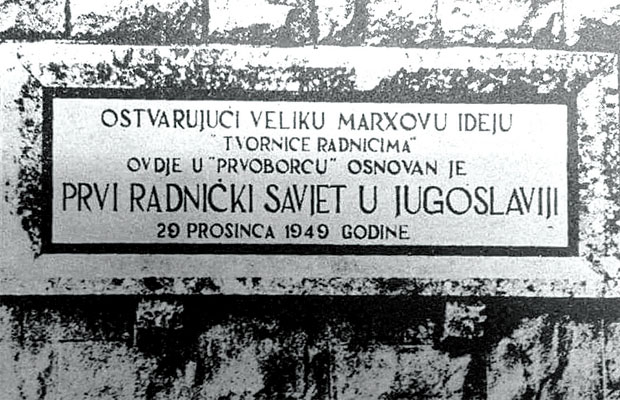 OSTVARUJUĆI VELIKU MARXOVU IDEJU
"TVORNICE RADNICIMA"
OVDJE U "PRVOBORCU" OSNOVAN JE
PRVI RADNIČKI SAVJET U JUGOSLAVIJI
29 PROSINCA 1949 GODINE